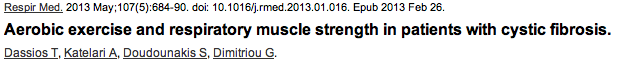 Respir Med. 2013 May;107(5):684-90. doi: 10.1016/j.rmed.2013.01.016. Epub 2013 Feb 26.
Aerobic exercise and respiratory muscle strength in patients with cystic fibrosis.
Dassios T, Katelari A, Doudounakis S, Dimitriou G.